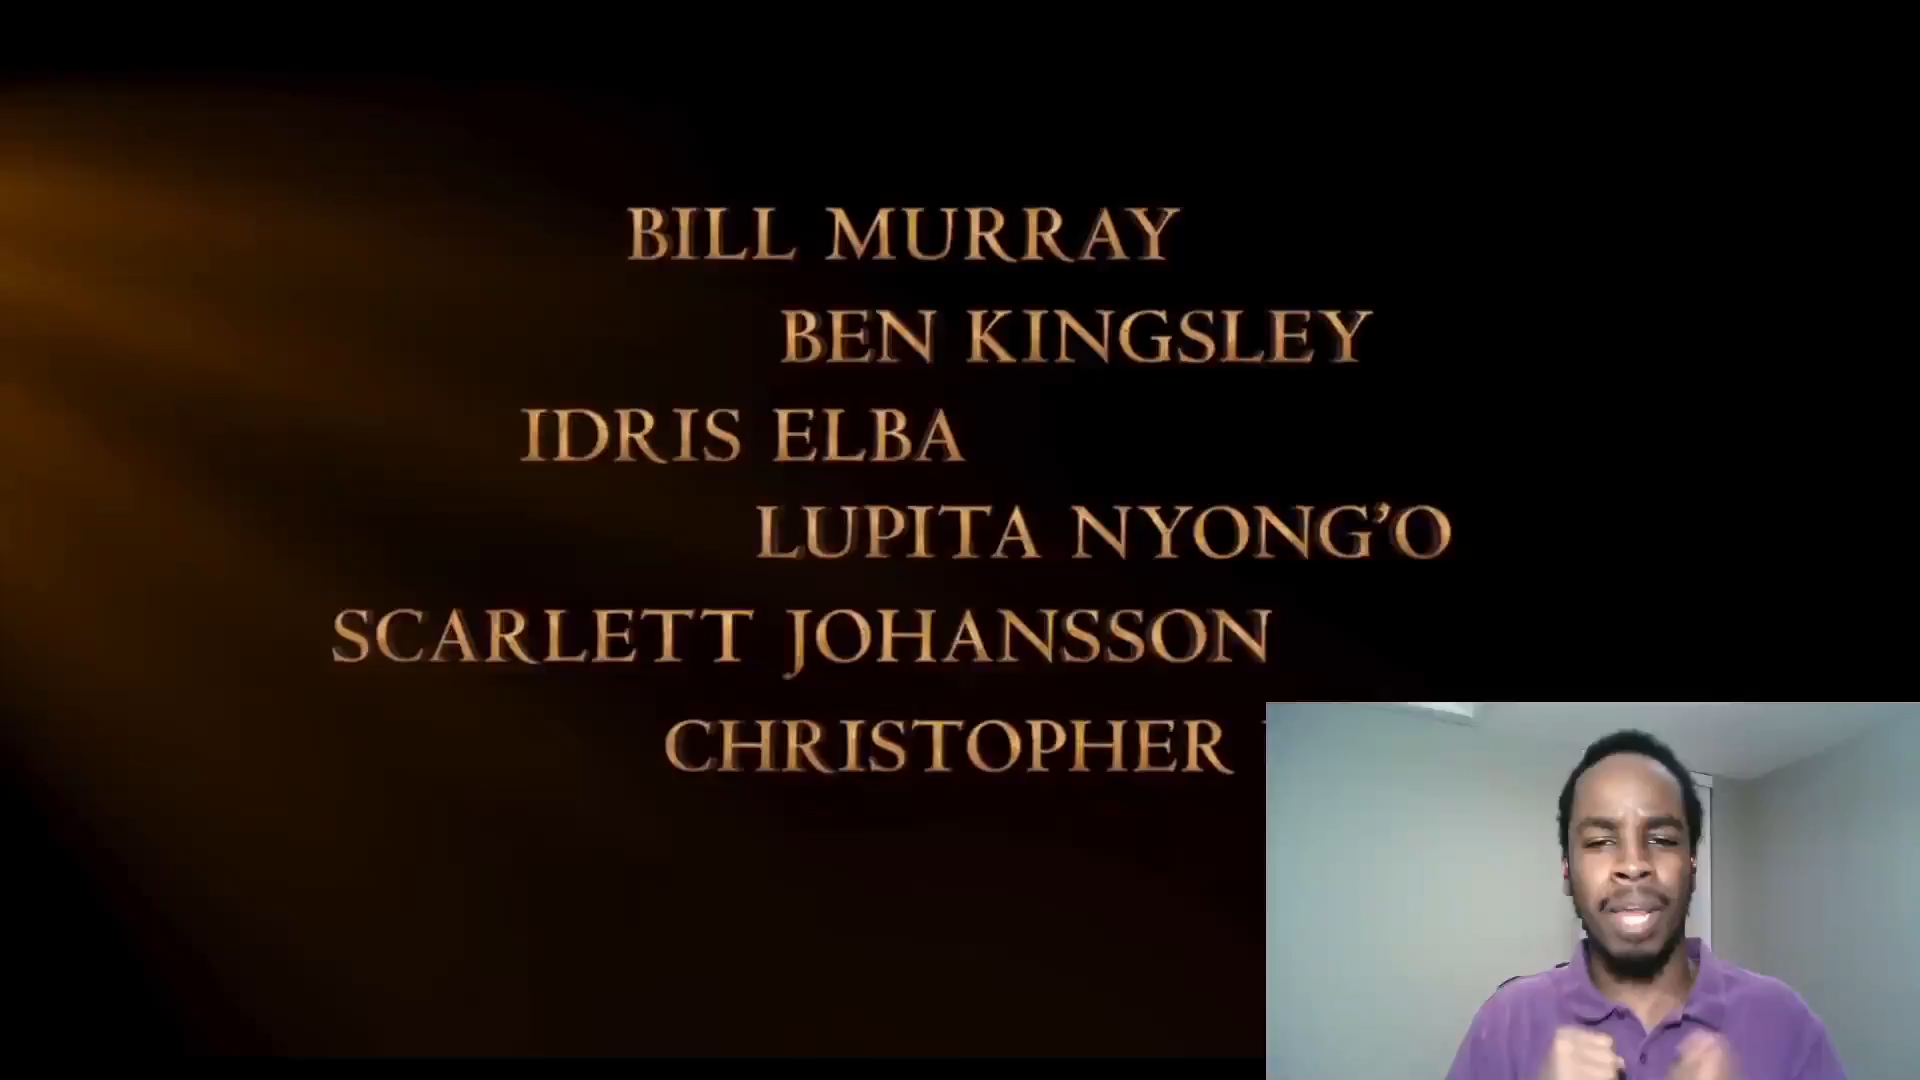 BILL MURRAY
BEN KINGSLEY
IDRIS ELBA
LUPITA NYONG'O
SCARLETT JOHANSSON
CHRISTOPHER